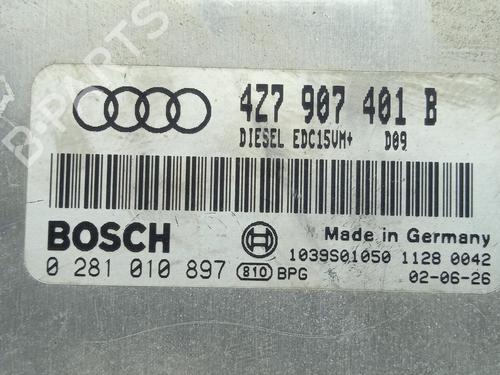 B-PARTS
4Z7 907 401 B
DIESEL EDC15VM+ D09
BOSCH
Made in Germany
0 281 010 897 810 BPG
1039S01050 1128 0042
02-06-26